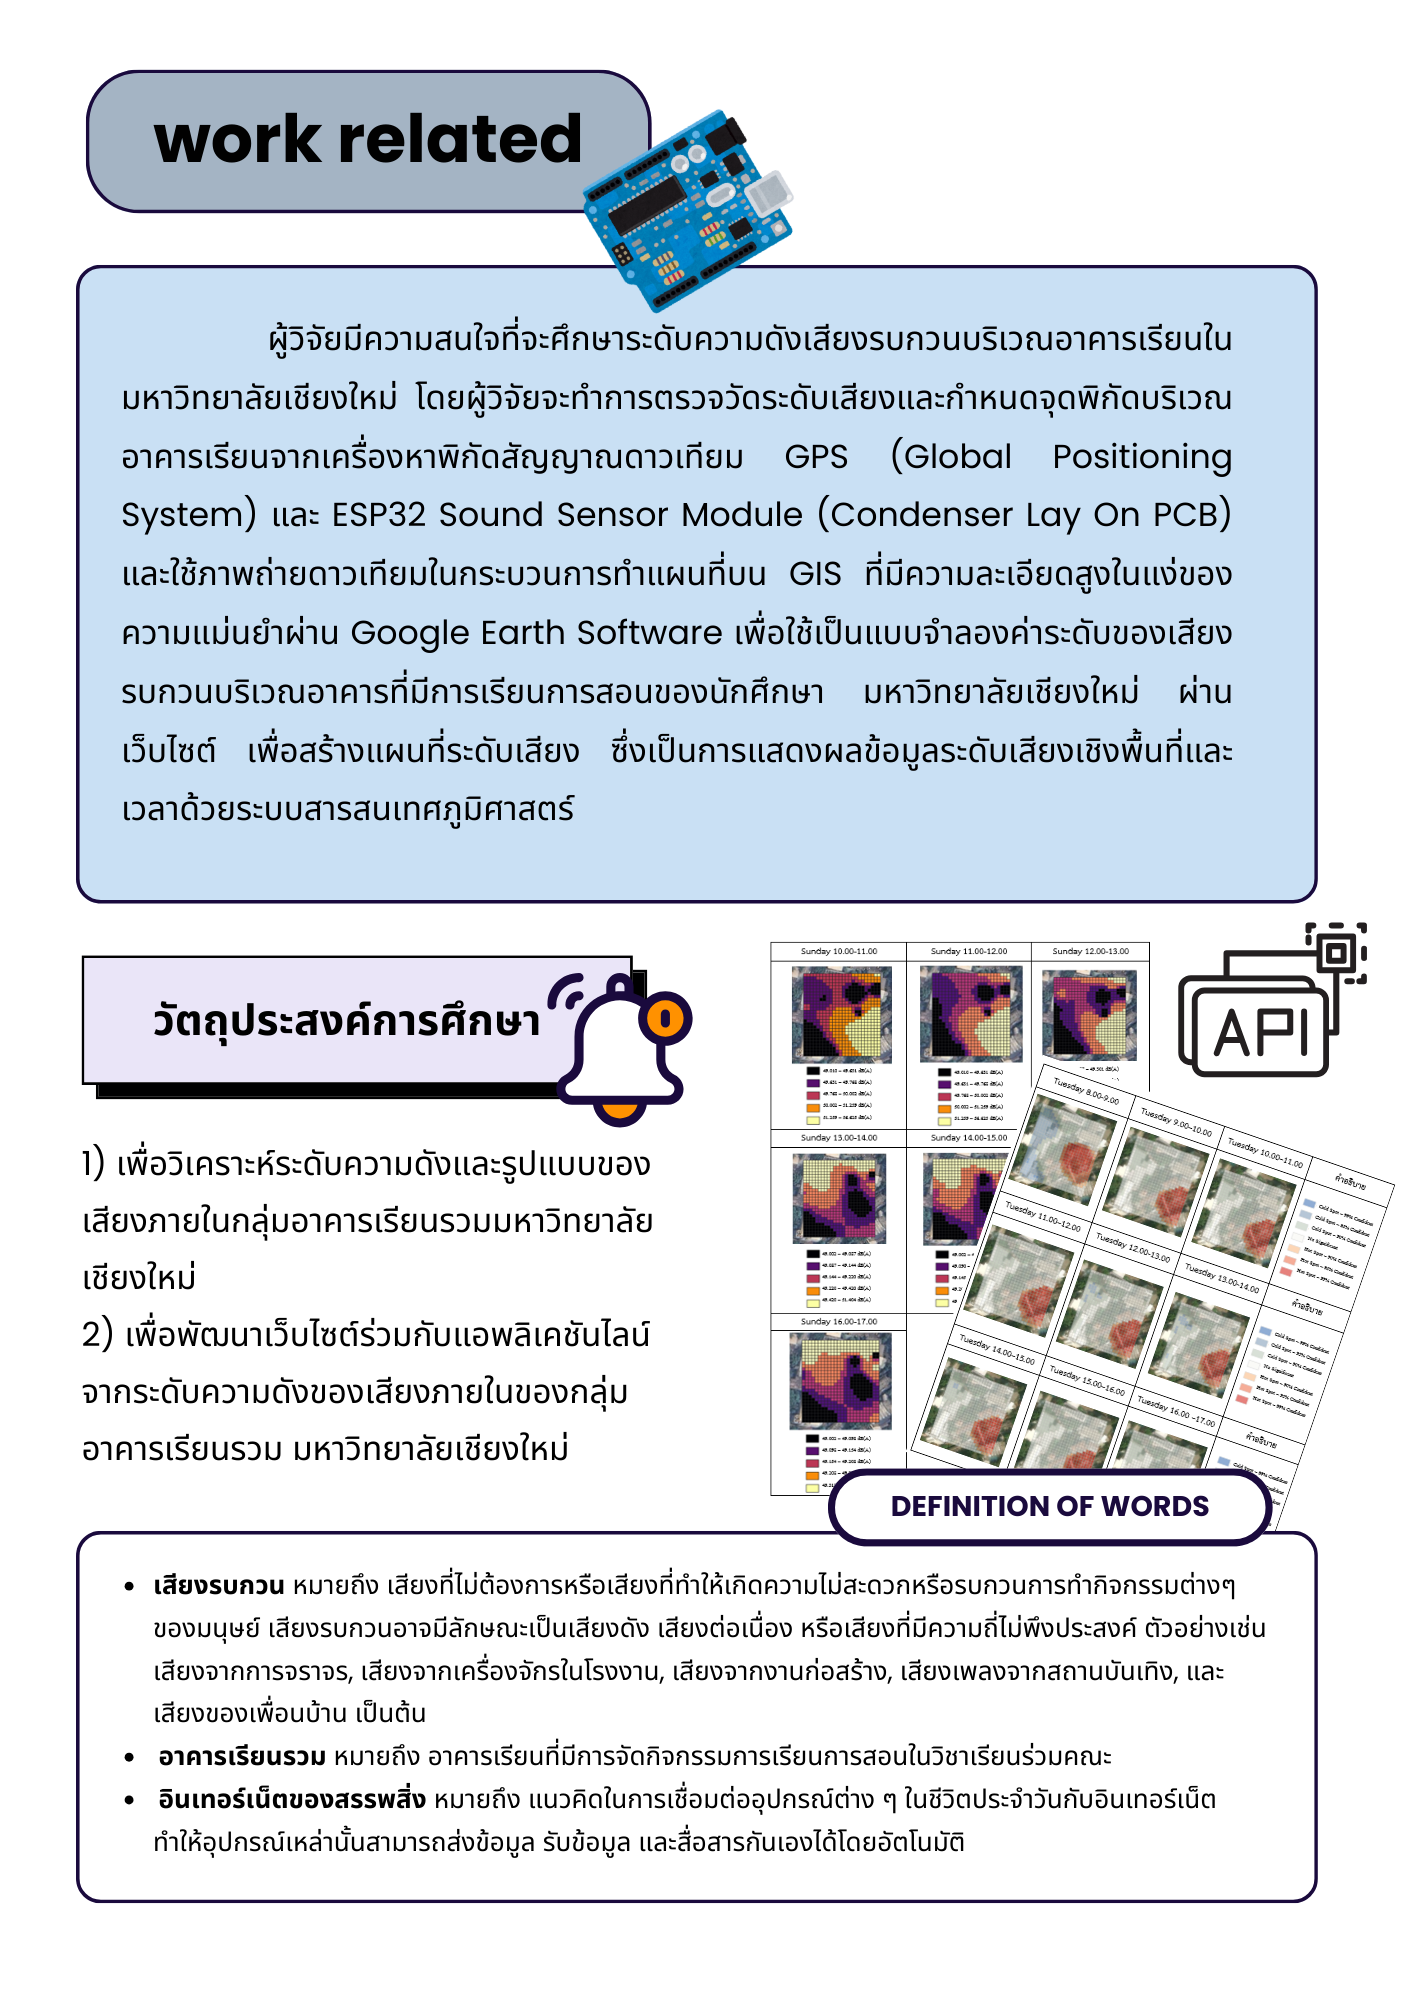 work related
ผู้วิจัยมีความสนใจที่จะศึกษาระดับความดังเสียงรบกวนบริเวณอาคารเรียนใน
มหาวิทยาลัยเชียงใหม่ โดยผู้วิจัยจะทำการตรวจวัดระดับเสียงและกำหนดจุดพิกัดบริเวณ
อาคารเรียนจากเครื่องหาพิกัดสัญญาณดาวเทียม GPS (Global Positioning
System) และ ESP32 Sound Sensor Module (Condenser Lay On PCB)
และใช้ภาพถ่ายดาวเทียมในกระบวนการทำแผนที่บน GIS ที่มีความละเอียดสูงในแง่ของ
ความแม่นยำผ่าน Google Earth Software เพื่อใช้เป็นแบบจำลองค่าระดับของเสียง
รบกวนบริเวณอาคารที่มีการเรียนการสอนของนักศึกษา มหาวิทยาลัยเชียงใหม่ ผ่าน
เว็บไซต์ เพื่อสร้างแผนที่ระดับเสียง ซึ่งเป็นการแสดงผลข้อมูลระดับเสียงเชิงพื้นที่และ
เวลาด้วยระบบสารสนเทศภูมิศาสตร์
วัตถุประสงค์การศึกษา
1) เพื่อวิเคราะห์ระดับความดังและรูปแบบของ
เสียงภายในกลุ่มอาคารเรียนรวมมหาวิทยาลัย
เชียงใหม่
2) เพื่อพัฒนาเว็บไซต์ร่วมกับแอพลิเคชันไลน์
จากระดับความดังของเสียงภายในของกลุ่ม
อาคารเรียนรวม มหาวิทยาลัยเชียงใหม่
Sunday 10.00-11.00
Sunday 11.00-12.00
Sunday 12.00-13.00
Sunday 13.00-14.00
Sunday 14.00-15.00
Sunday 16.00-17.00
API
Tuesday 8.00-9.00
Tuesday 9.00-10.00
Tuesday 10.00-11.00
คำอธิบาย
Tuesday 11.00-12.00
Tuesday 12.00-13.00
Tuesday 13.00-14.00
คำอธิบาย
Tuesday 14.00-15.00
Tuesday 15.00-16.00
Tuesday 16.00 -17.00
คำอธิบาย
DEFINITION OF WORDS
• เสียงรบกวน หมายถึง เสียงที่ไม่ต้องการหรือเสียงที่ทำให้เกิดความไม่สะดวกหรือรบกวนการทำกิจกรรมต่างๆ
ของมนุษย์ เสียงรบกวนอาจมีลักษณะเป็นเสียงดัง เสียงต่อเนื่อง หรือเสียงที่มีความถี่ไม่พึงประสงค์ ตัวอย่างเช่น
เสียงจากการจราจร, เสียงจากเครื่องจักรในโรงงาน, เสียงจากงานก่อสร้าง, เสียงเพลงจากสถานบันเทิง, และ
เสียงของเพื่อนบ้าน เป็นต้น
• อาคารเรียนรวม หมายถึง อาคารเรียนที่มีการจัดกิจกรรมการเรียนการสอนในวิชาเรียนร่วมคณะ
• อินเทอร์เน็ตของสรรพสิ่ง หมายถึง แนวคิดในการเชื่อมต่ออุปกรณ์ต่าง ๆ ในชีวิตประจำวันกับอินเทอร์เน็ต
ทำให้อุปกรณ์เหล่านั้นสามารถส่งข้อมูล รับข้อมูล และสื่อสารกันเองได้โดยอัตโนมัติ